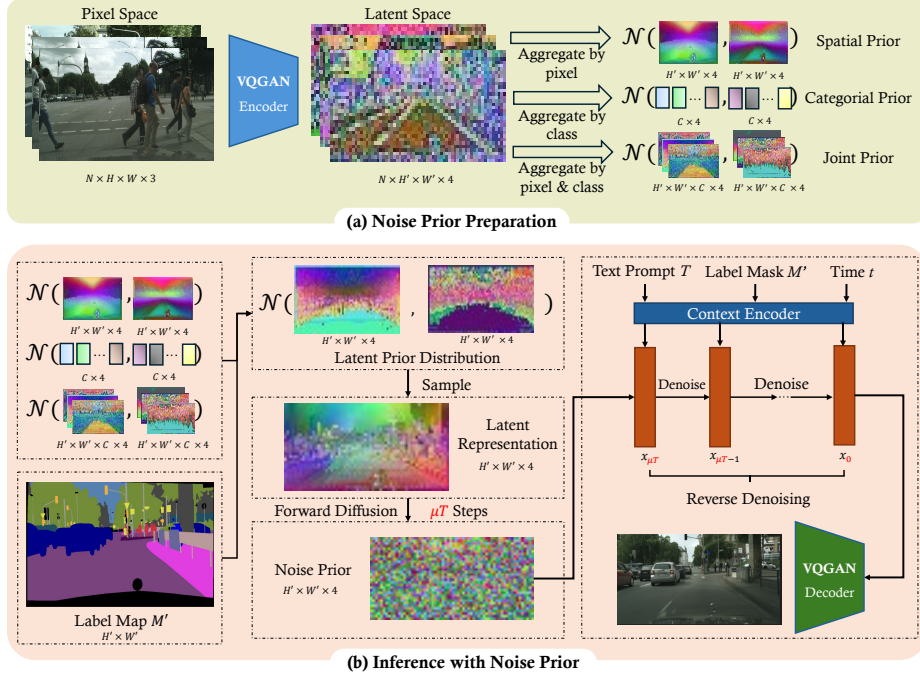 Pixel Space
Latent Space
VQGAN
Encoder
N × H × W × 3
N × H′ × W′ × 4
Aggregate by
pixel
Aggregate by
class
Aggregate by
pixel & class
𝒩( , )
H′ × W′ × 4 H′ × W′ × 4
Spatial Prior
𝒩( ⋯ , ⋯ )
C × 4 C × 4
Categorial Prior
𝒩( , )
H′ × W′ × C × 4 H′ × W′ × C × 4
Joint Prior
(a) Noise Prior Preparation
𝒩( , )
H′ × W′ × 4 H′ × W′ × 4
𝒩( ⋯ , ⋯ )
C × 4 C × 4
𝒩( , )
H′ × W′ × C × 4 H′ × W′ × C × 4
Label Map M′
H′ × W′
𝒩( , )
H′ × W′ × 4 H′ × W′ × 4
Latent Prior Distribution
Sample
Latent
Representation
H′ × W′ × 4
Forward Diffusion μT Steps
Noise Prior
H′ × W′ × 4
Text Prompt T Label Mask M′ Time t
Context Encoder
Denoise Denoise ⋯
x_μT x_μT−1 x_0
Reverse Denoising
VQGAN
Decoder
(b) Inference with Noise Prior